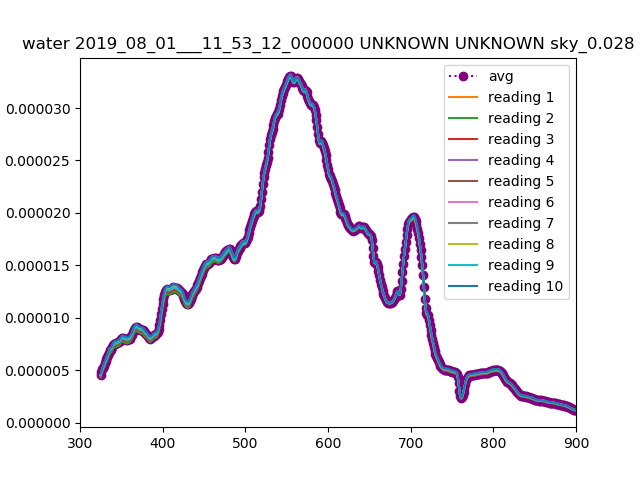 water 2019_08_01___11_53_12_000000 UNKNOWN UNKNOWN sky_0.028
avg
reading 1
reading 2
reading 3
reading 4
reading 5
reading 6
reading 7
reading 8
reading 9
reading 10
0.000030
0.000025
0.000020
0.000015
0.000010
0.000005
0.000000
300 400 500 600 700 800 900